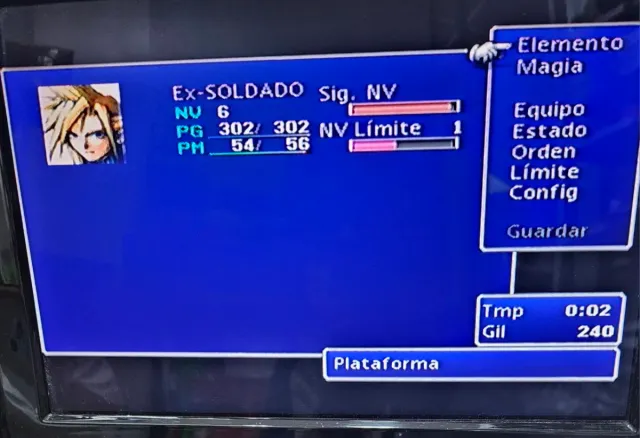 Ex-SOLDADO
NV 6
PG 302/ 302
PM 54/ 56
Sig. NV
NV Límite 1
Elemento
Magia
Equipo
Estado
Orden
Límite
Config
Guardar
Tmp 0:02
Gil 240
Plataforma